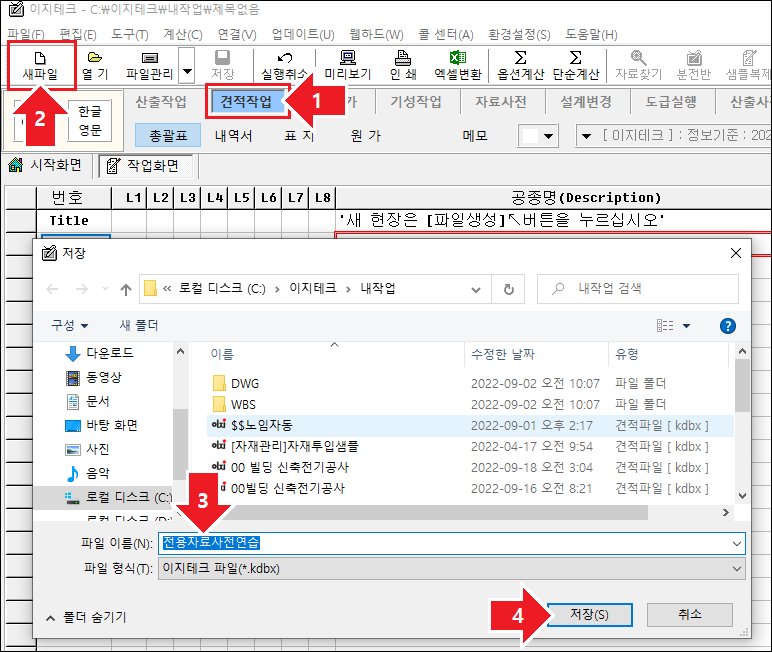 이지테크 - C:₩이지테크₩내작업₩제목없음
파일(F) 편집(E) 도구(T) 계산(C) 연결(V) 업데이트(U) 웹하드(W) 콜 센터(A) 환경설정(S) 도움말(H)
새파일 열 기 파일관리 저장 실행취소 미리보기 인 쇄 엑셀변환 옵션계산 단순계산 자료찾기 분전반 샘플복제
한글
영문
2
산출작업 견적작업 1 가 기성작업 자료사전 설계변경 도급실행
총괄표 내역서 표 지 원 가 메모 [ 이지테크 ] : 정보기준 : 202
시작화면 작업화면
번호 L1 L2 L3 L4 L5 L6 L7 L8 공종명(Description)
Title '새 현장은 [파일생성]↖버튼을 누르십시오'
저장
« 로컬 디스크 (C:) › 이지테크 › 내작업 내작업 검색
구성 새 폴더
이름 수정한 날짜 유형
다운로드
동영상
문서
바탕 화면
사진
음악
로컬 디스크 (C:)
DWG 2022-09-02 오전 10:07 파일 폴더
WBS 2022-09-02 오전 10:07 파일 폴더
$$노임자동 2022-09-01 오후 2:17 견적파일 [ kdbx ]
[자재관리]자재투입샘플 2022-04-17 오전 9:54 견적파일 [ kdbx ]
00 빌딩 신축전기공사 2022-09-18 오전 3:04 견적파일 [ kdbx ]
00빌딩 신축전기공사 2022-09-16 오전 8:21 견적파일 [ kdbx ]
3
파일 이름(N): 전용자료사전연습
파일 형식(T): 이지테크 파일(*.kdbx)
폴더 숨기기 4 저장(S) 취소